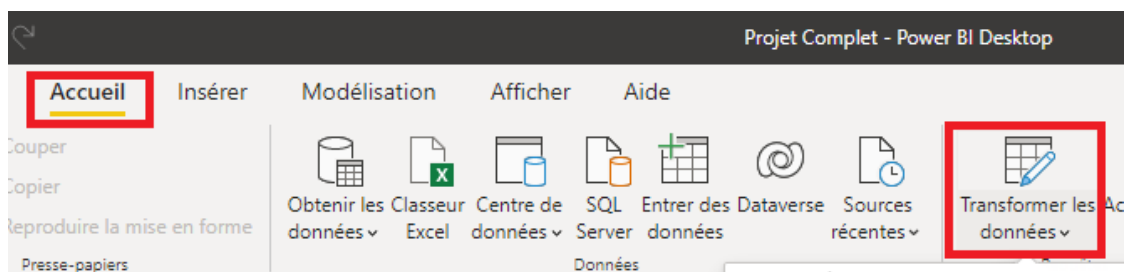 Projet Complet - Power BI Desktop
Accueil Insérer Modélisation Afficher Aide
Couper
Copier
Reproduire la mise en forme
Presse-papiers
Obtenir les données
Classeur Excel
Centre de données
SQL Server
Entrer des données
Dataverse
Sources récentes
Données
Transformer les données